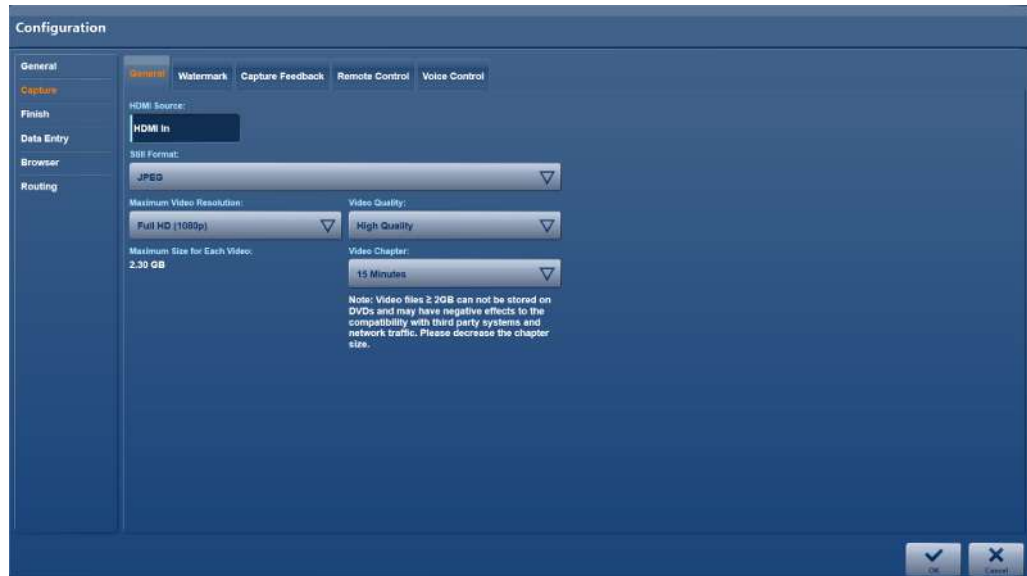 Configuration
General
Capture
Finish
Data Entry
Browser
Routing
General Watermark Capture Feedback Remote Control Voice Control
HDMI Source:
HDMI In
Still Format:
JPEG
Maximum Video Resolution: Video Quality:
Full HD (1080p) High Quality
Maximum Size for Each Video: Video Chapter:
2.30 GB
15 Minutes
Note: Video files ≥ 2GB can not be stored on
DVDs and may have negative effects to the
compatibility with third party systems and
network traffic. Please decrease the chapter
size.
OK Cancel